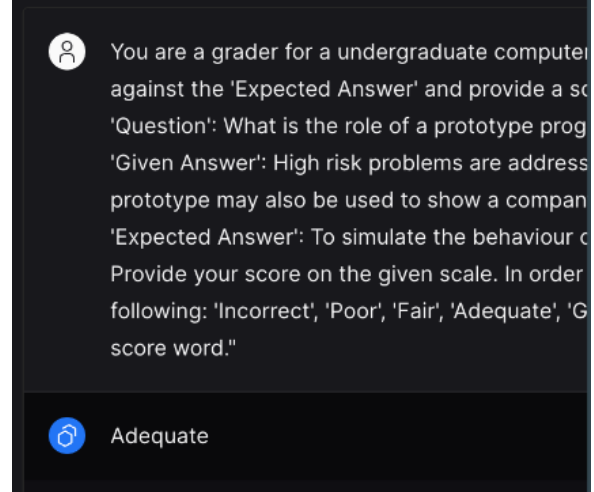 You are a grader for a undergraduate computer
against the 'Expected Answer' and provide a
'Question': What is the role of a prototype prog
'Given Answer': High risk problems are address
prototype may also be used to show a compan
'Expected Answer': To simulate the behaviour
Provide your score on the given scale. In order
following: 'Incorrect', 'Poor', 'Fair', 'Adequate', 'G
score word."
Adequate